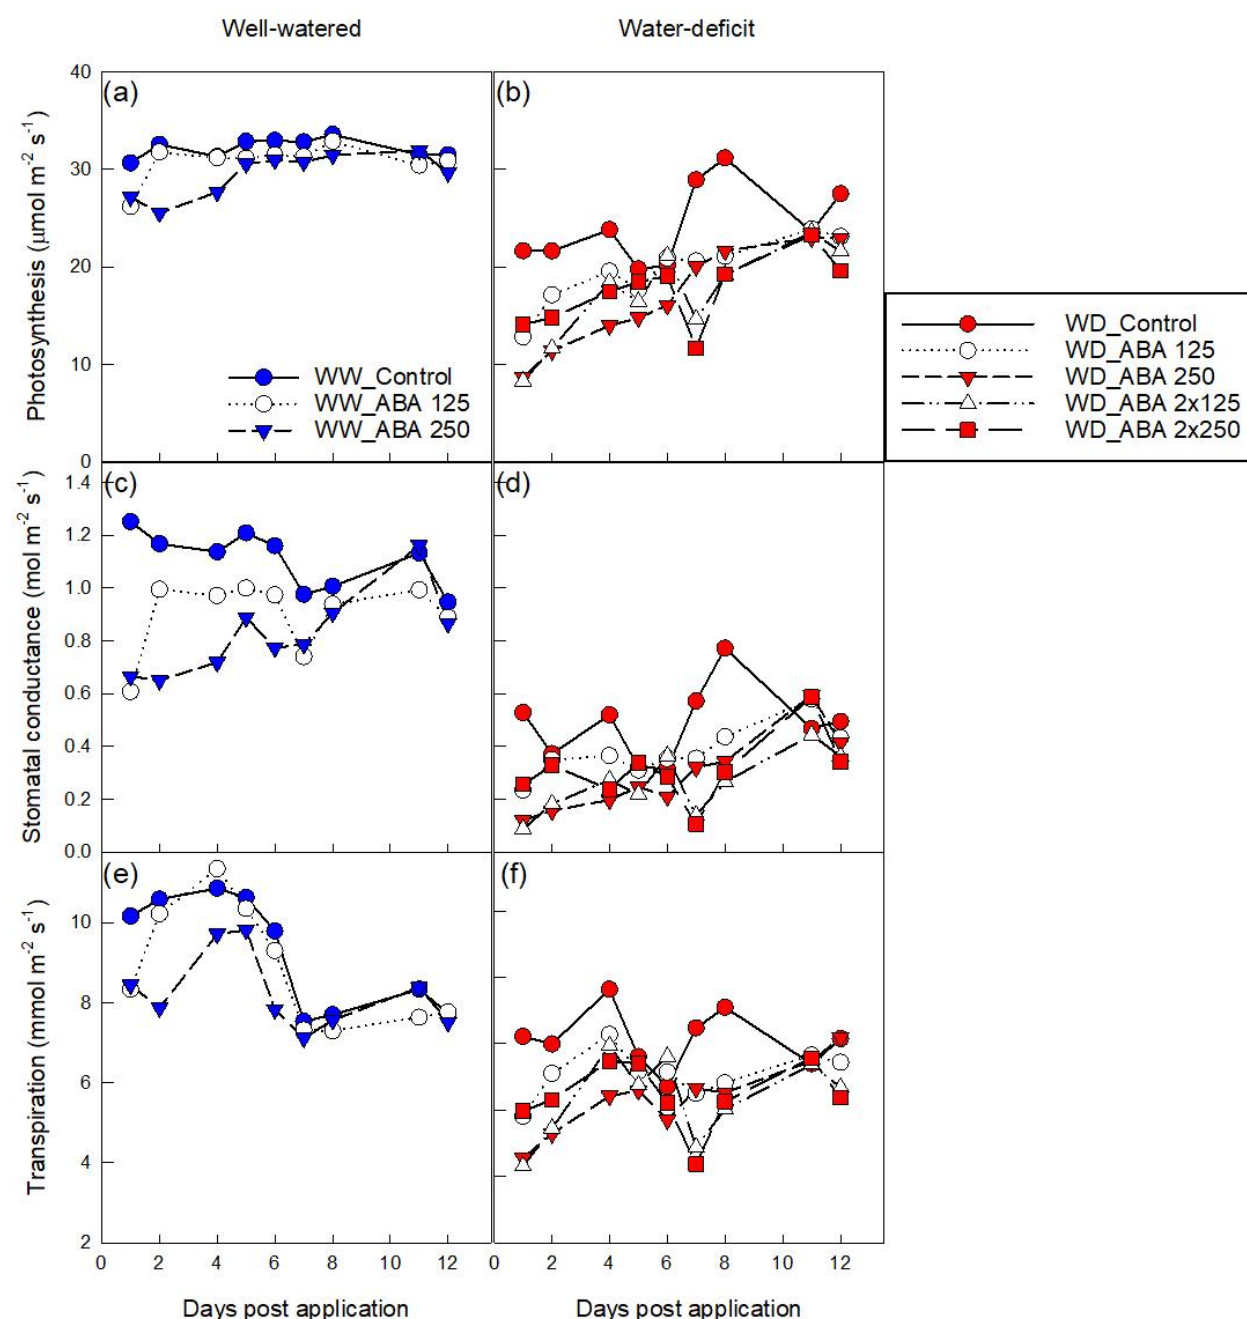 Well-watered Water-deficit
40
30
20
10
0
Photosynthesis (μmol m-2 s-1)
(a)
(b)
WW_Control
WW_ABA 125
WW_ABA 250
WD_Control
WD_ABA 125
WD_ABA 250
WD_ABA 2x125
WD_ABA 2x250
1.4
1.2
1.0
0.8
0.6
0.4
0.2
0.0
Stomatal conductance (mol m-2 s-1)
(c)
(d)
10
8
6
4
2
Transpiration (mmol m-2 s-1)
(e)
(f)
0 2 4 6 8 10 12 0 2 4 6 8 10 12
Days post application Days post application